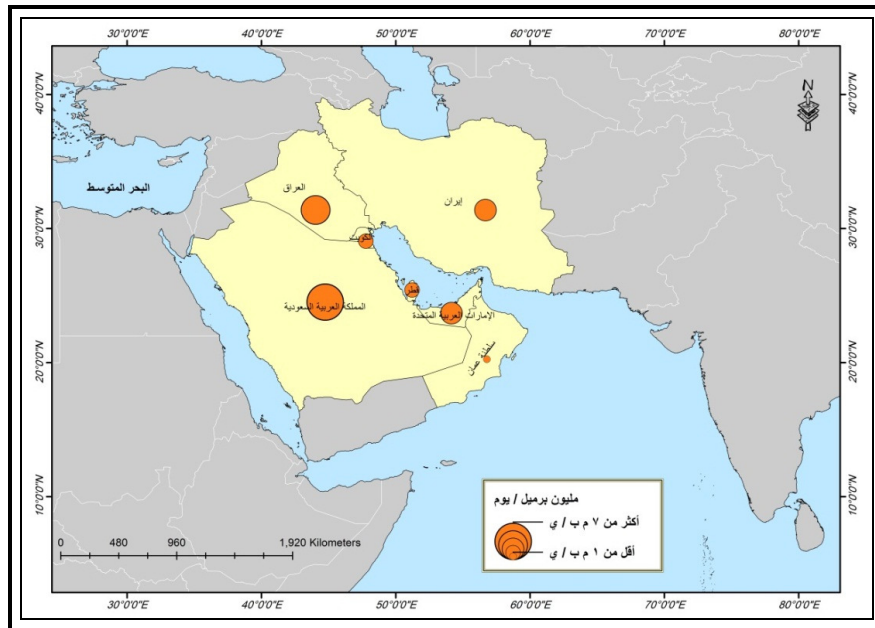 30°0'0"E 40°0'0"E 50°0'0"E 60°0'0"E 70°0'0"E 80°0'0"E
40°0'0"N 40°0'0"N
N
البحر المتوسط
العراق
إيران
30°0'0"N 30°0'0"N
الكويت
قطر
المملكة العربية السعودية
الإمارات العربية المتحدة
سلطنة عمان
20°0'0"N 20°0'0"N
10°0'0"N 10°0'0"N
مليون برميل / يوم
أكثر من ٧ م ب / ي
أقل من ١ م ب / ي
0 480 960 1,920 Kilometers
30°0'0"E 40°0'0"E 50°0'0"E 60°0'0"E 70°0'0"E 80°0'0"E